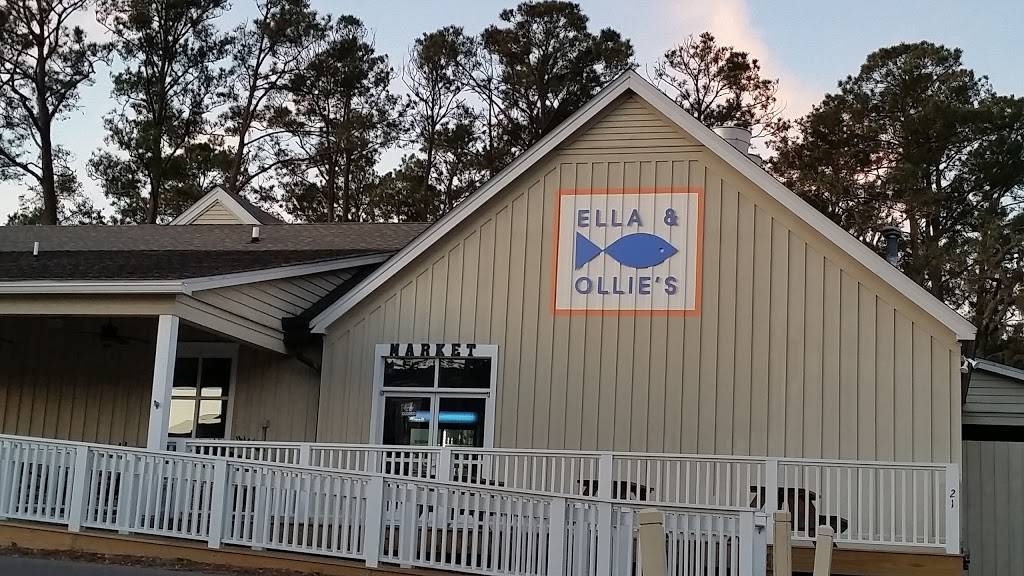 ELLA &
OLLIE'S
MARKET
21